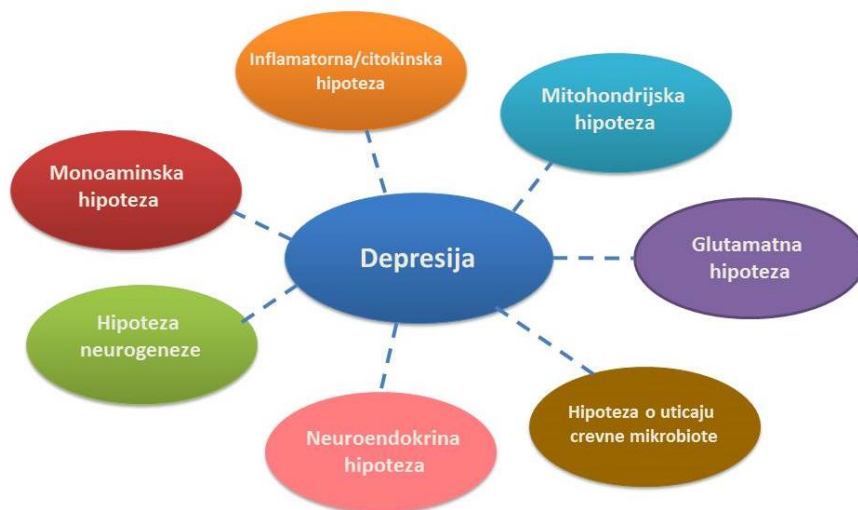 Inflamatorna/citokinska
hipoteza
Mitohondrijska
hipoteza
Monoaminska
hipoteza
Depresija
Glutamatna
hipoteza
Hipoteza
neurogeneze
Neuroendokrina
hipoteza
Hipoteza o uticaju
crevne mikrobiote